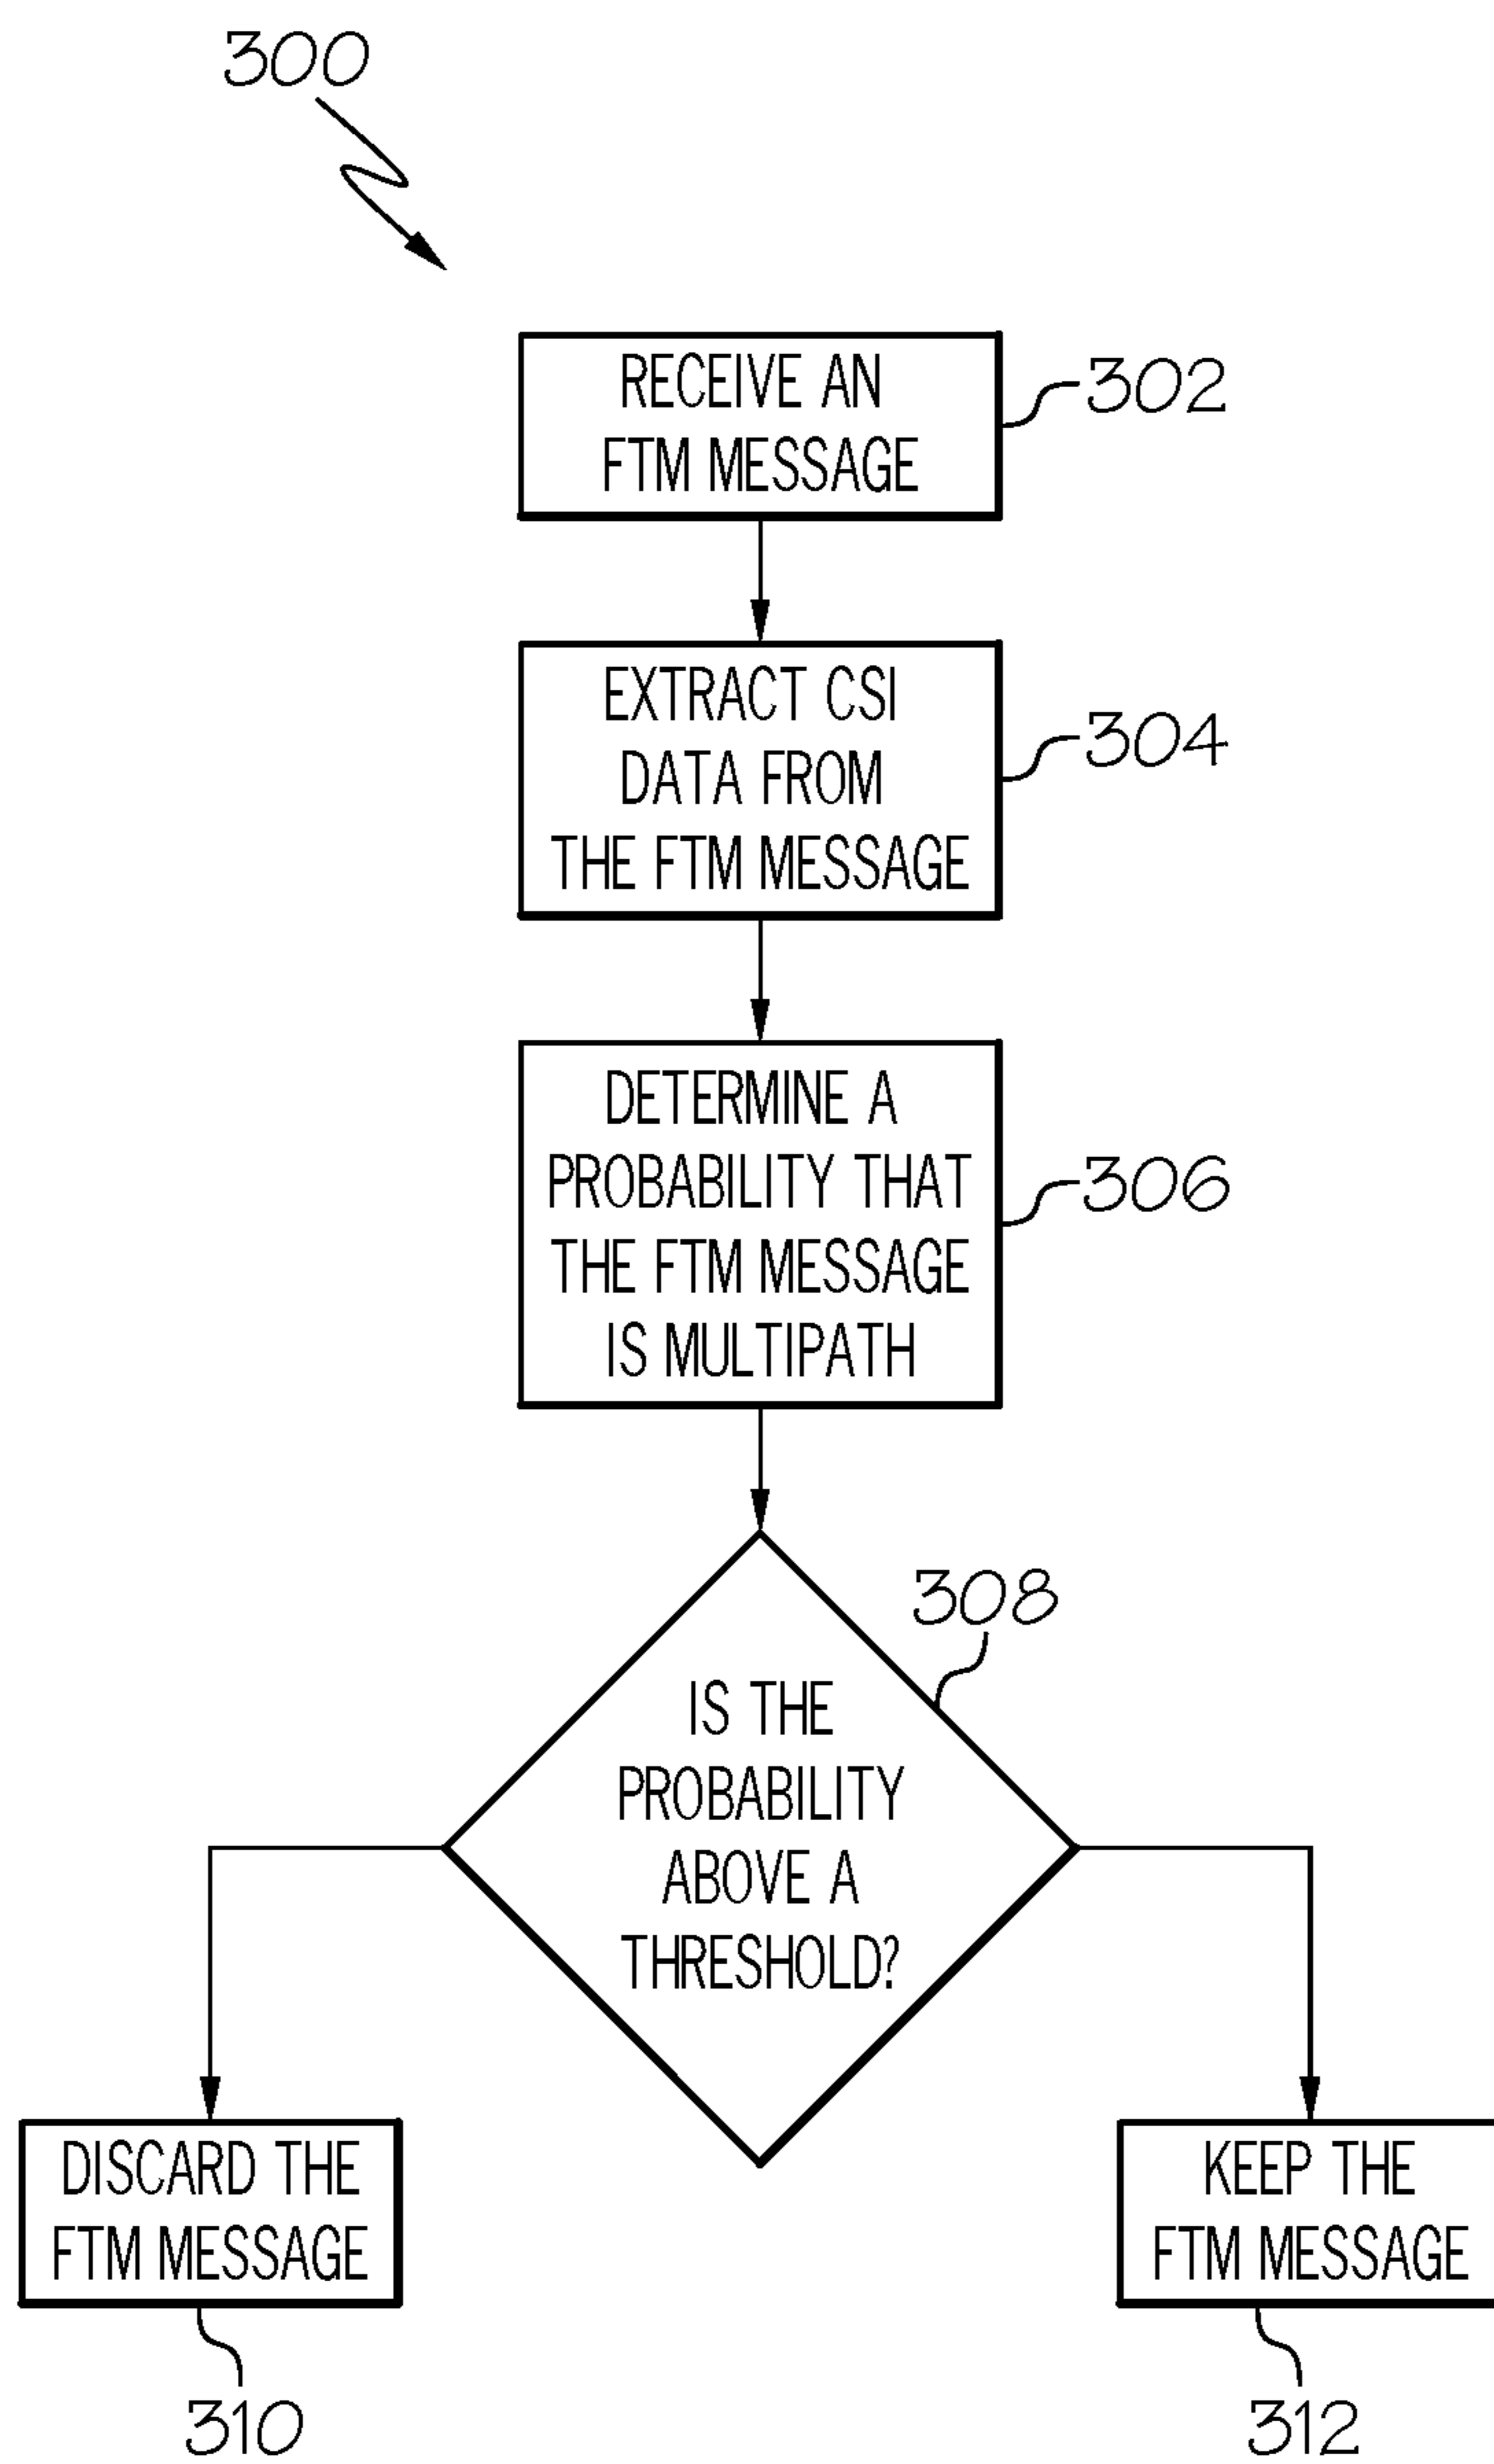 300
RECEIVE AN
FTM MESSAGE
302
EXTRACT CSI
DATA FROM
THE FTM MESSAGE
304
DETERMINE A
PROBABILITY THAT
THE FTM MESSAGE
IS MULTIPATH
306
308
IS THE
PROBABILITY
ABOVE A
THRESHOLD?
DISCARD THE
FTM MESSAGE
310
KEEP THE
FTM MESSAGE
312